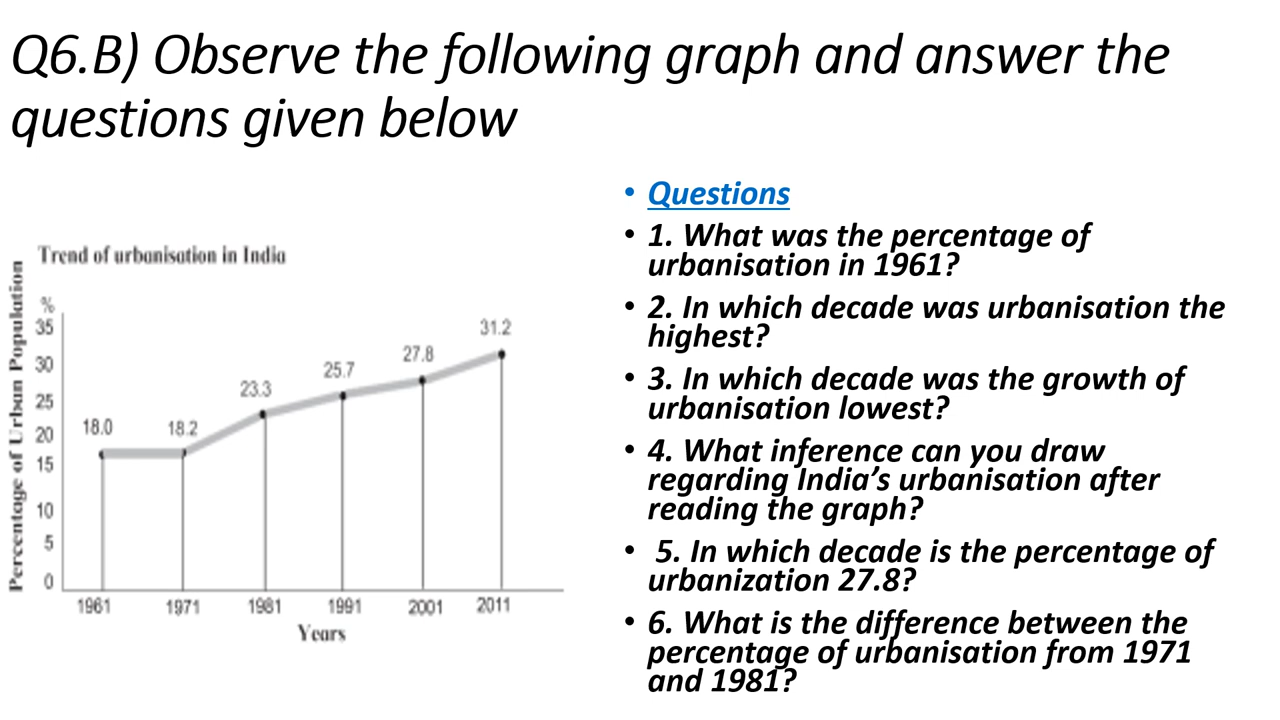 Q6.B) Observe the following graph and answer the
questions given below
Trend of urbanisation in India
Percentage of Urban Population
%
35
30
25
20
15
10
5
0
18.0
18.2
23.3
25.7
27.8
31.2
1961 1971 1981 1991 2001 2011
Years
• Questions
• 1. What was the percentage of
urbanisation in 1961?
• 2. In which decade was urbanisation the
highest?
• 3. In which decade was the growth of
urbanisation lowest?
• 4. What inference can you draw
regarding India’s urbanisation after
reading the graph?
• 5. In which decade is the percentage of
urbanization 27.8?
• 6. What is the difference between the
percentage of urbanisation from 1971
and 1981?